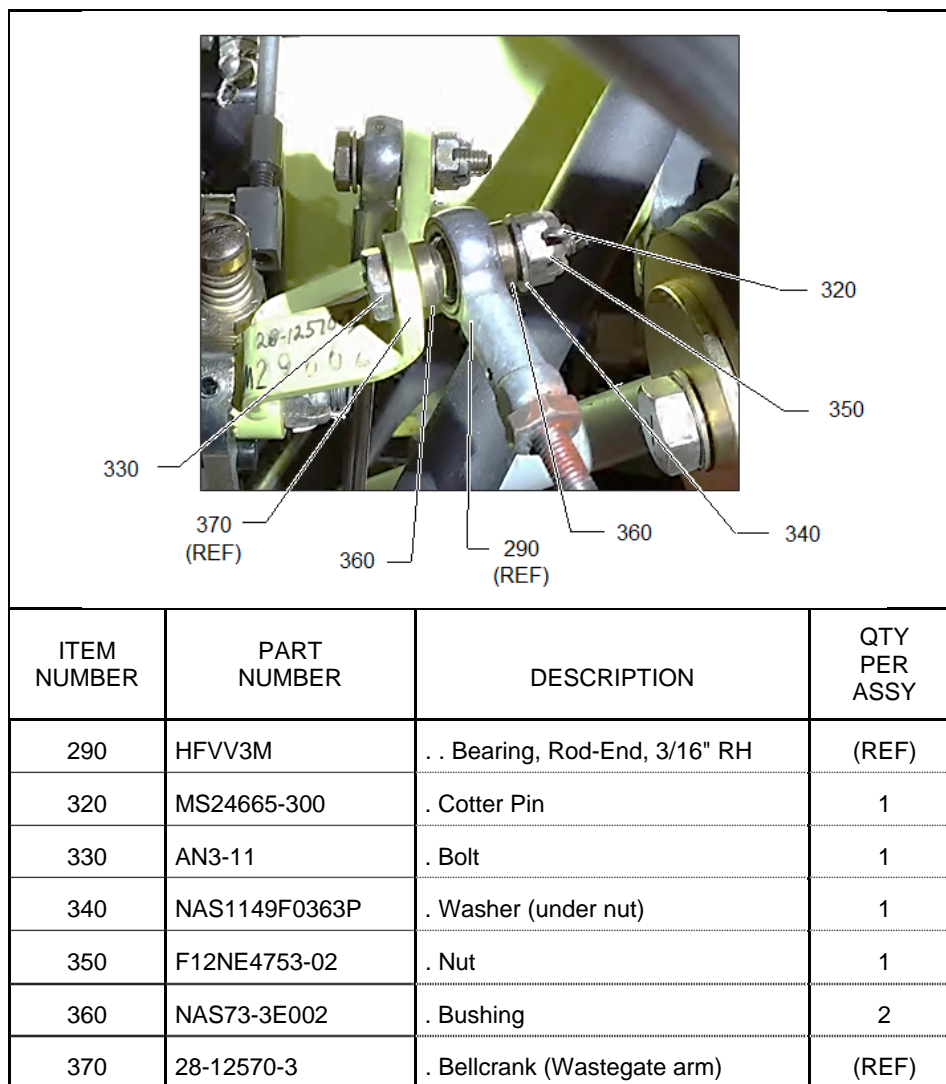 28-12570-3
320
350
330
370
(REF)
360
290
(REF)
360
340
ITEM NUMBER
PART NUMBER
DESCRIPTION
QTY PER ASSY
290 HFVV3M . . Bearing, Rod-End, 3/16" RH (REF)
320 MS24665-300 . Cotter Pin 1
330 AN3-11 . Bolt 1
340 NAS1149F0363P . Washer (under nut) 1
350 F12NE4753-02 . Nut 1
360 NAS73-3E002 . Bushing 2
370 28-12570-3 . Bellcrank (Wastegate arm) (REF)